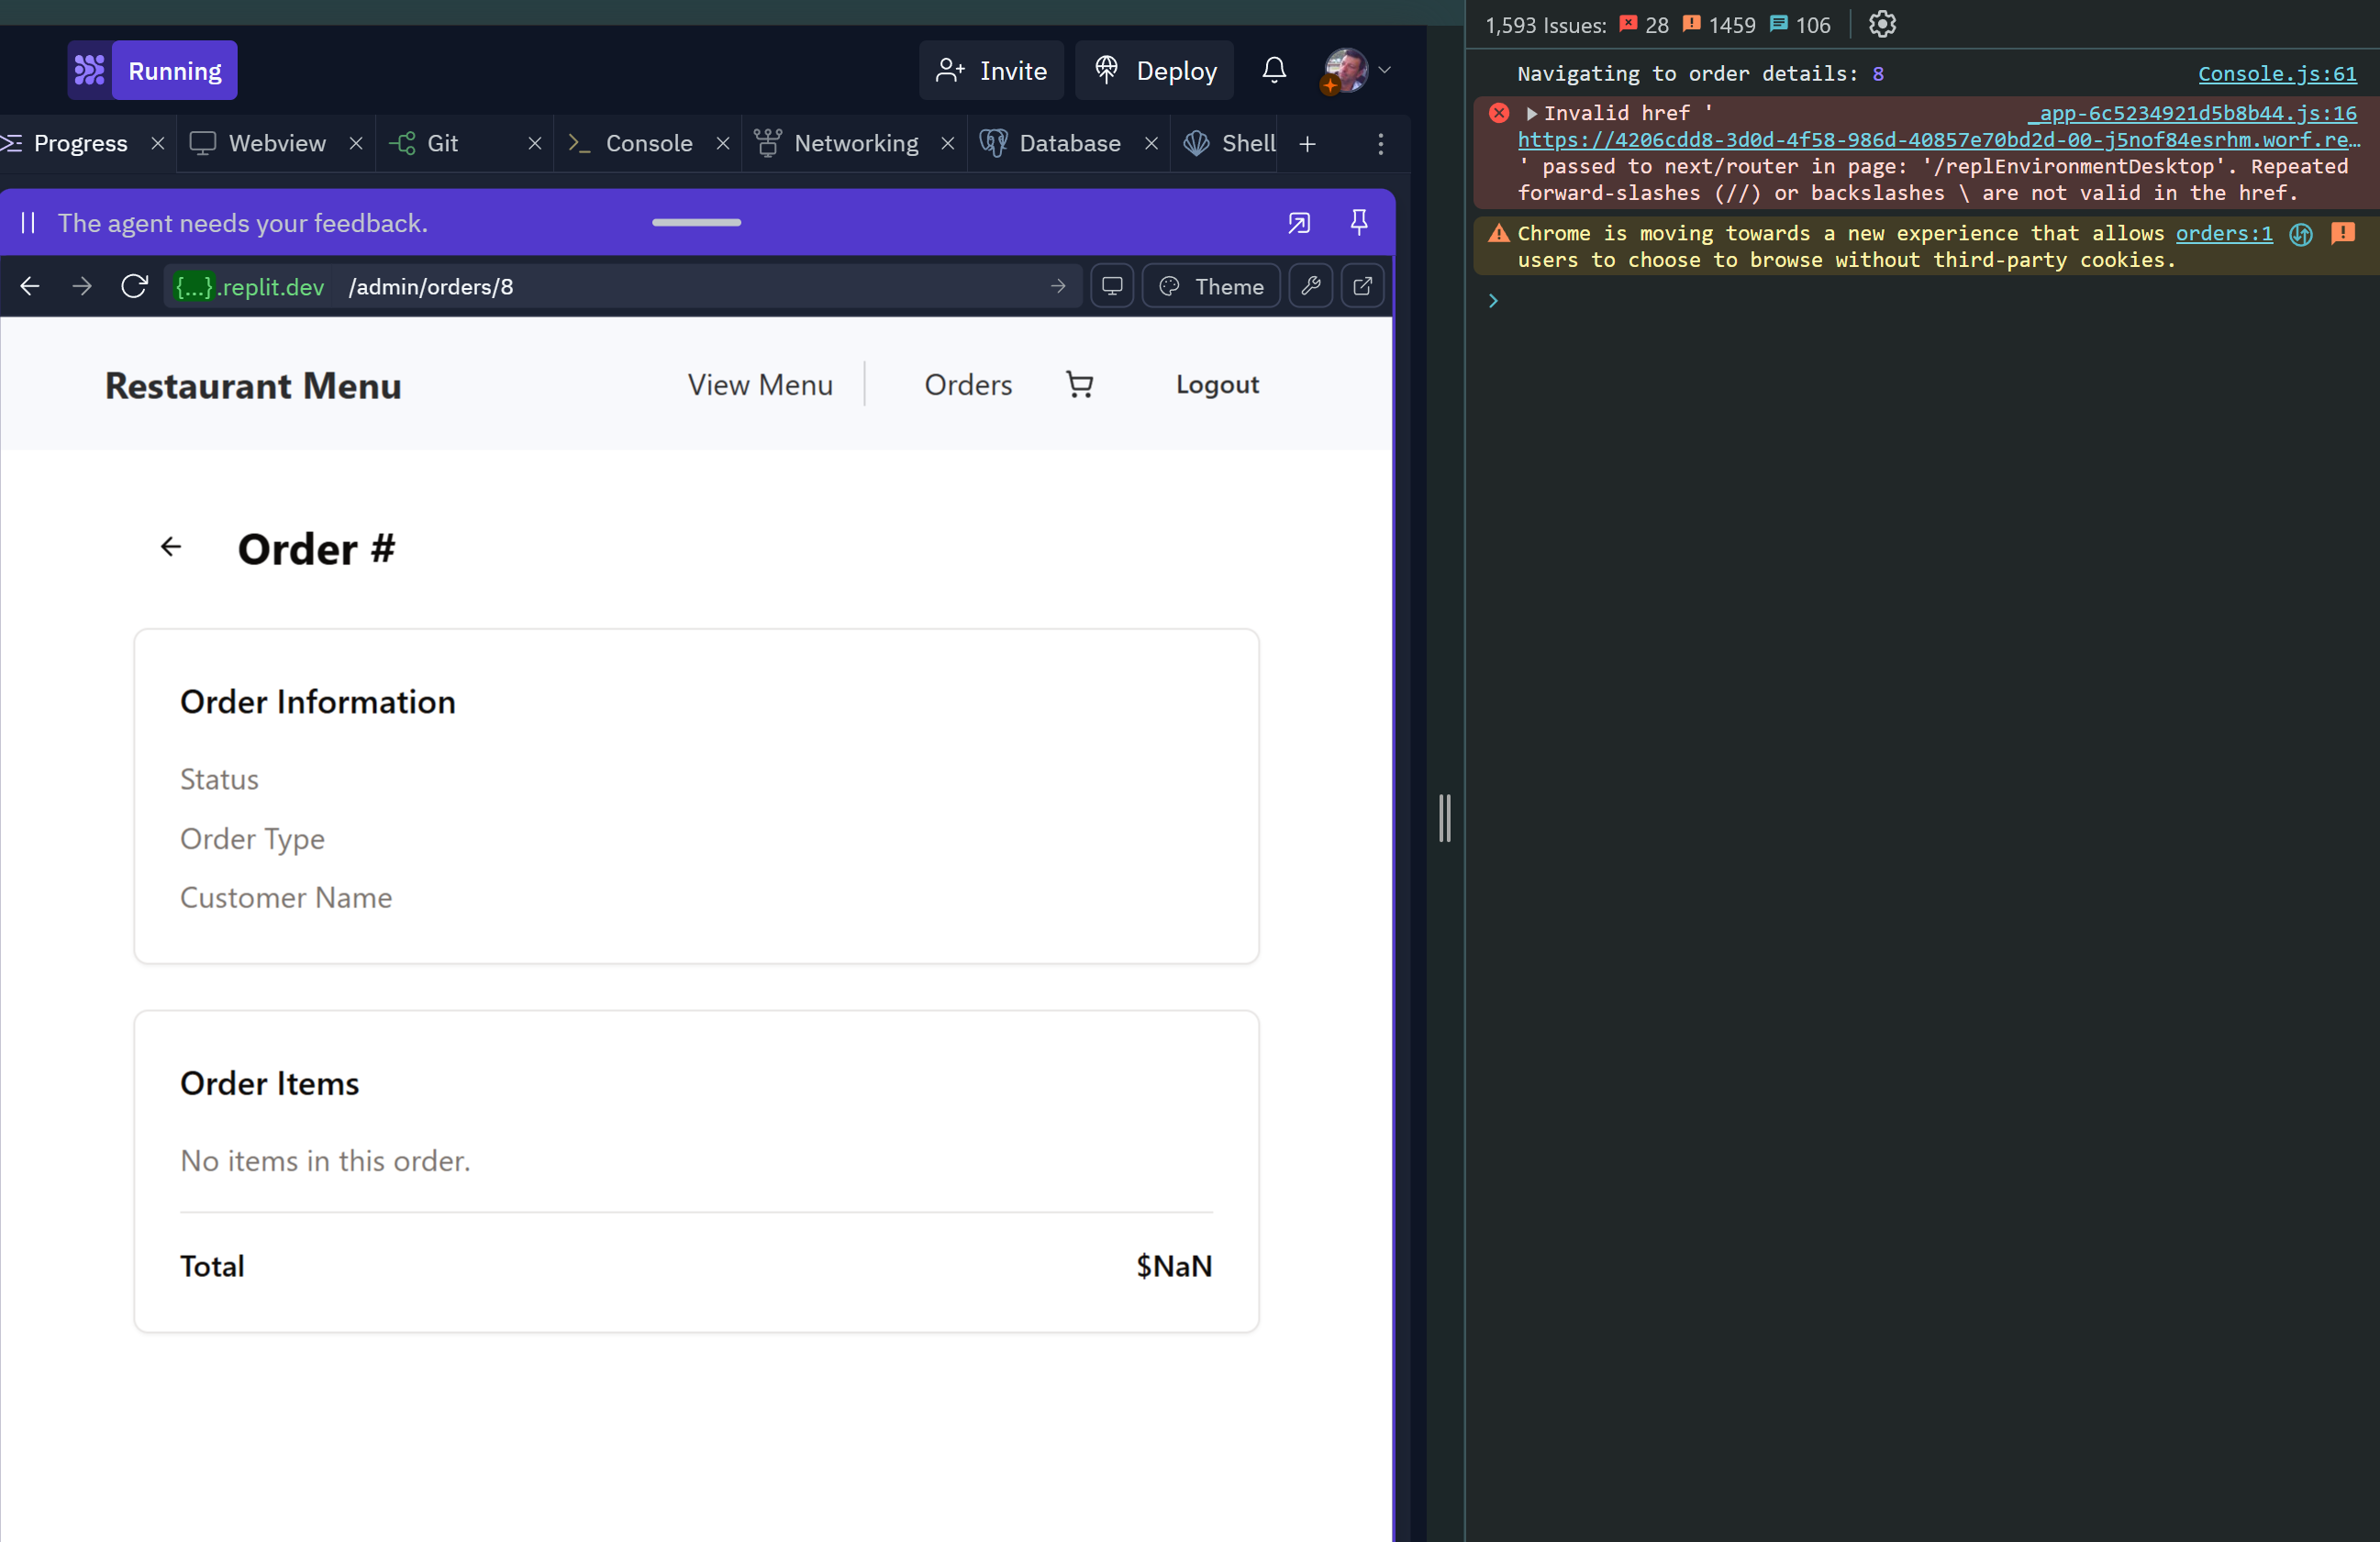 Running
Invite
Deploy
Progress
Webview
Git
Console
Networking
Database
Shell
The agent needs your feedback.
{...}.replit.dev /admin/orders/8
Theme
Restaurant Menu
View Menu
Orders
Logout
Order #
Order Information
Status
Order Type
Customer Name
Order Items
No items in this order.
Total $NaN
1,593 Issues: 28 1459 106
Navigating to order details: 8 Console.js:61
Invalid href ' _app-6c5234921d5b8b44.js:16
https://4206cdd8-3d0d-4f58-986d-40857e70bd2d-00-j5nof84esrhm.worf.re…
' passed to next/router in page: '/replEnvironmentDesktop'. Repeated
forward-slashes (//) or backslashes \ are not valid in the href.
Chrome is moving towards a new experience that allows orders:1
users to choose to browse without third-party cookies.